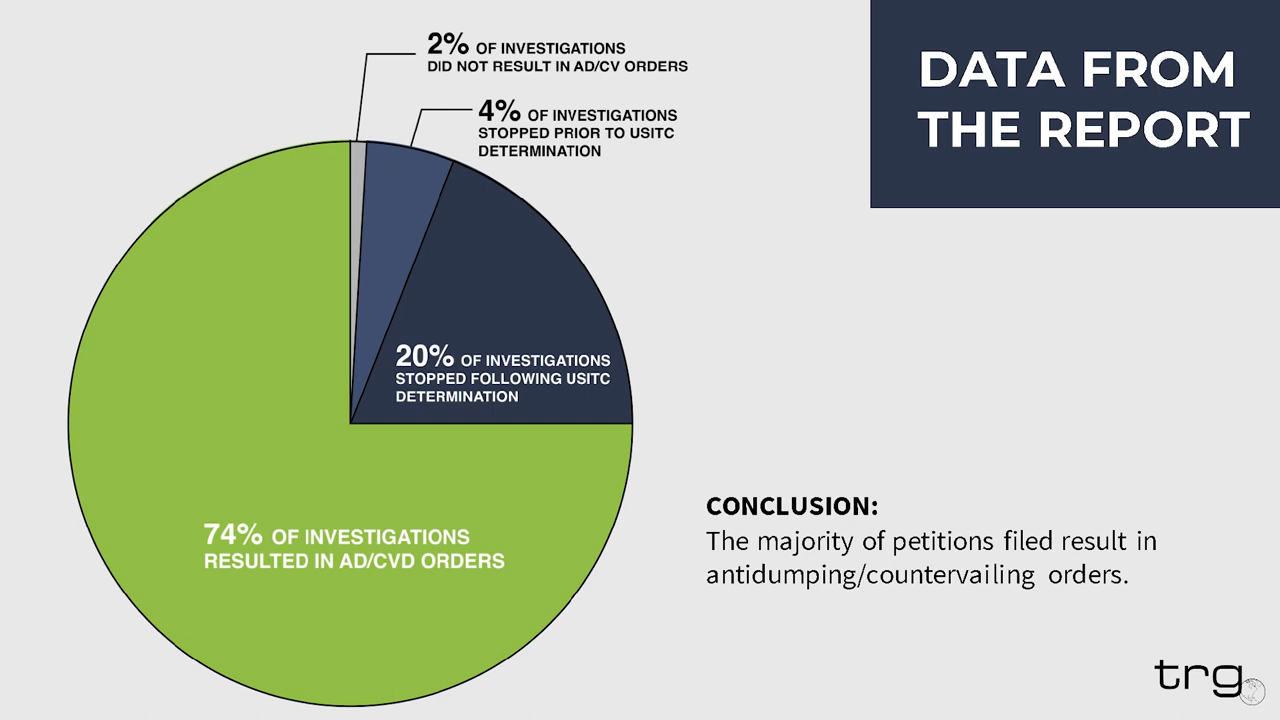 2% OF INVESTIGATIONS
DID NOT RESULT IN AD/CV ORDERS
4% OF INVESTIGATIONS
STOPPED PRIOR TO USITC
DETERMINATION
DATA FROM
THE REPORT
20% OF INVESTIGATIONS
STOPPED FOLLOWING USITC
DETERMINATION
74% OF INVESTIGATIONS
RESULTED IN AD/CVD ORDERS
CONCLUSION:
The majority of petitions filed result in
antidumping/countervailing orders.
trg